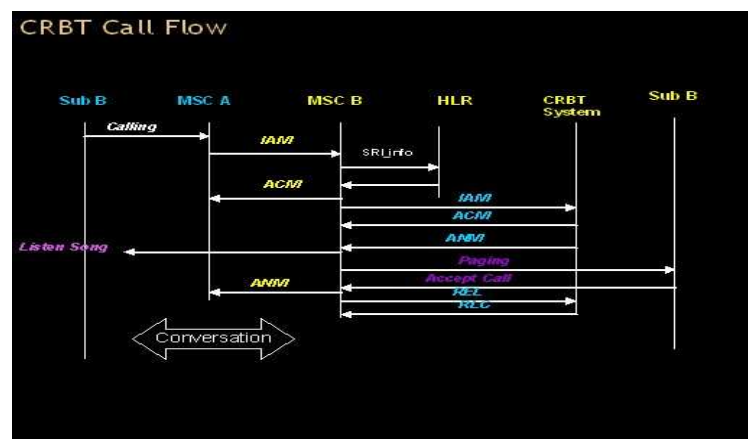 CRBT Call Flow
Sub B MSC A MSC B HLR CRBT System Sub B
Calling
IAM
SRI_info
ACM
IAM
ACM
ANM
Listen Song
Paging
Accept Call
ANM
REL
RLC
Conversation